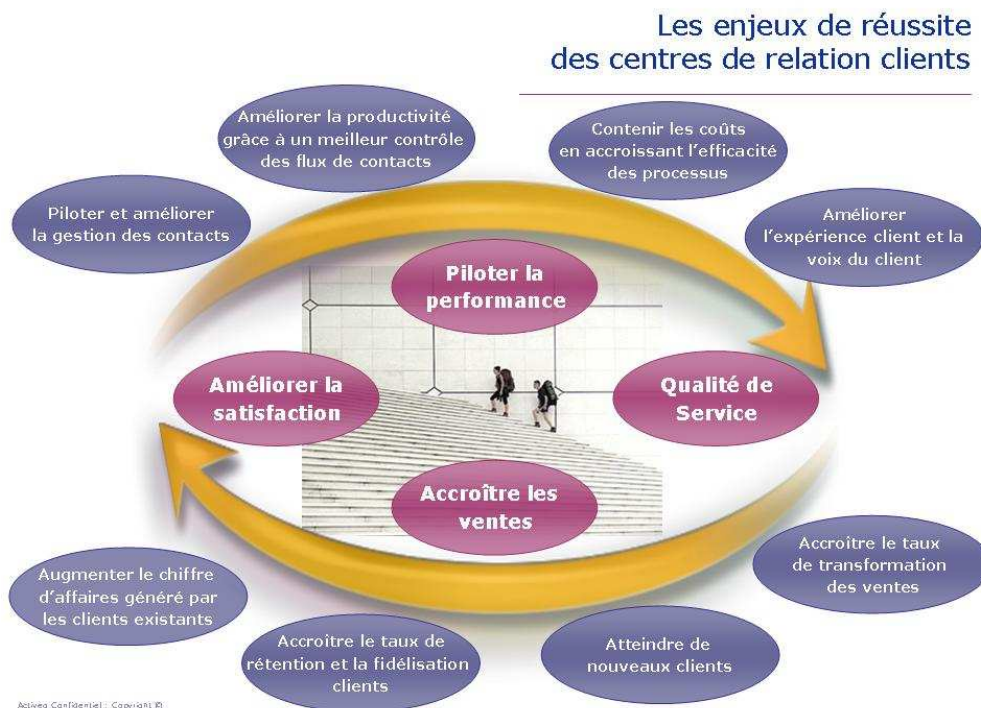 Les enjeux de réussite
des centres de relation clients
Améliorer la productivité
grâce à un meilleur contrôle
des flux de contacts
Contenir les coûts
en accroissant l'efficacité
des processus
Piloter et améliorer
la gestion des contacts
Améliorer
l'expérience client et la
voix du client
Piloter la
performance
Améliorer la
satisfaction
Qualité de
Service
Accroître les
ventes
Accroitre le taux
de transformation
des ventes
Augmenter le chiffre
d'affaires généré par
les clients existants
Accroître le taux de
rétention et la fidélisation
clients
Atteindre de
nouveaux clients
Activeo Confidentiel : Copyright ©